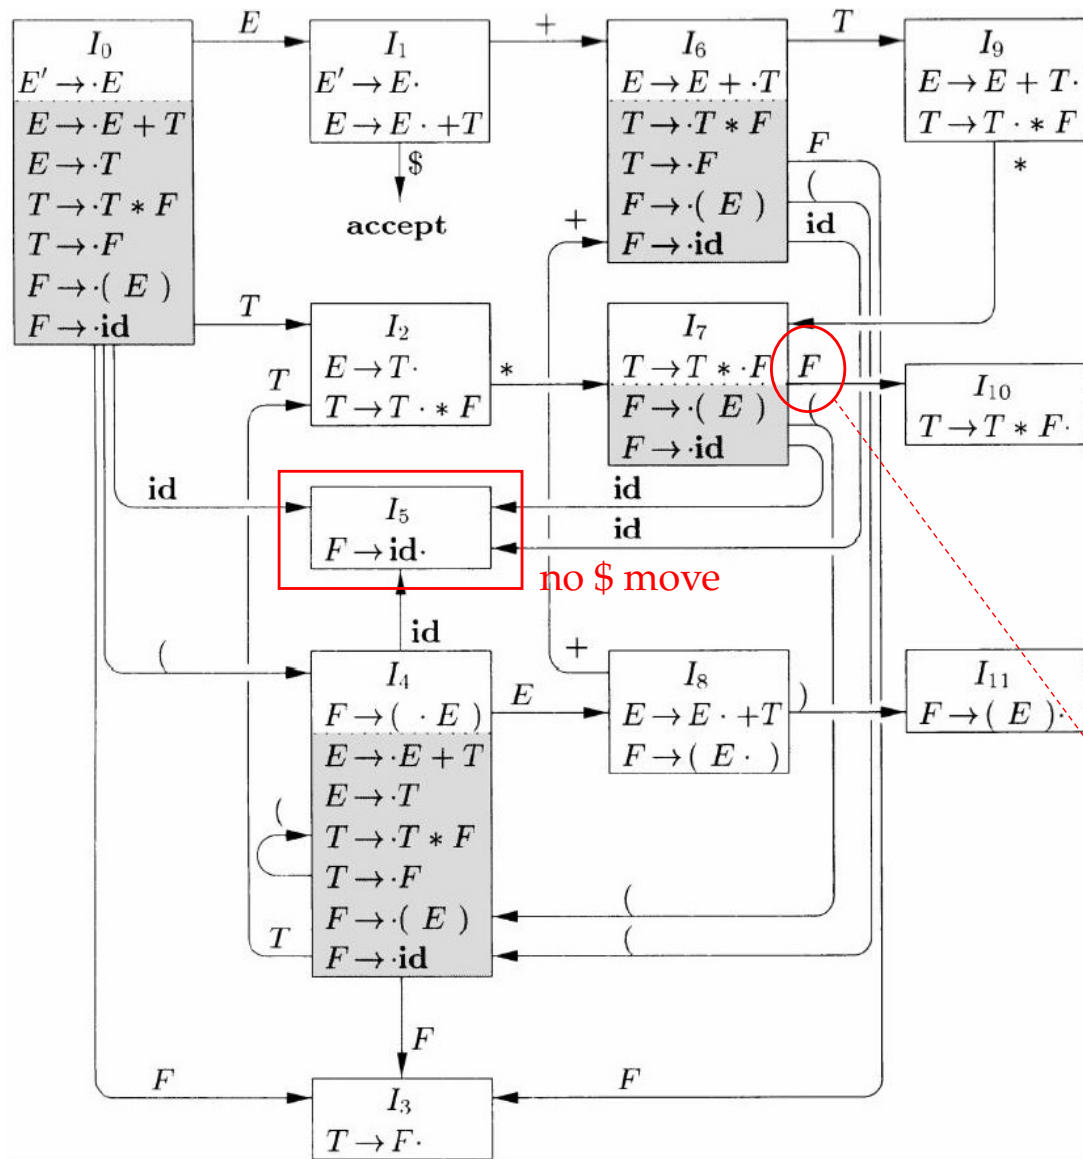 I₀
E' → ·E
E → ·E + T
E → ·T
T → ·T * F
T → ·F
F → ·( E )
F → ·id
E
I₁
E' → E·
E → E · +T
$
accept
+
I₆
E → E + ·T
T → ·T * F
T → ·F
F → ·( E )
F → ·id
T
I₉
E → E + T·
T → T · * F
*
F
(
id
+
T
I₂
E → T·
T → T · * F
*
I₇
T → T * ·F
F → ·( E )
F → ·id
F
(
I₁₀
T → T * F·
T
id
I₅
F → id·
id
id
no $ move
id
(
I₄
F → ( · E )
E → ·E + T
E → ·T
T → ·T * F
T → ·F
F → ·( E )
F → ·id
(
T
E
+
I₈
E → E · +T
F → ( E · )
)
I₁₁
F → ( E )·
(
(
F
F
I₃
T → F·
F